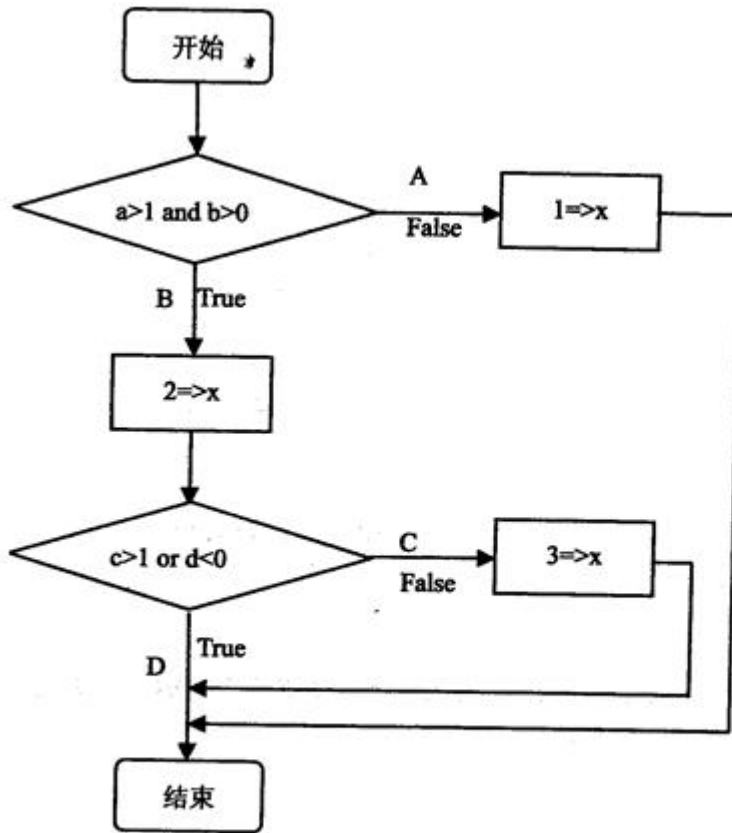 开始
a>1 and b>0
A
False
1=>x
B
True
2=>x
c>1 or d<0
C
False
3=>x
D
True
结束